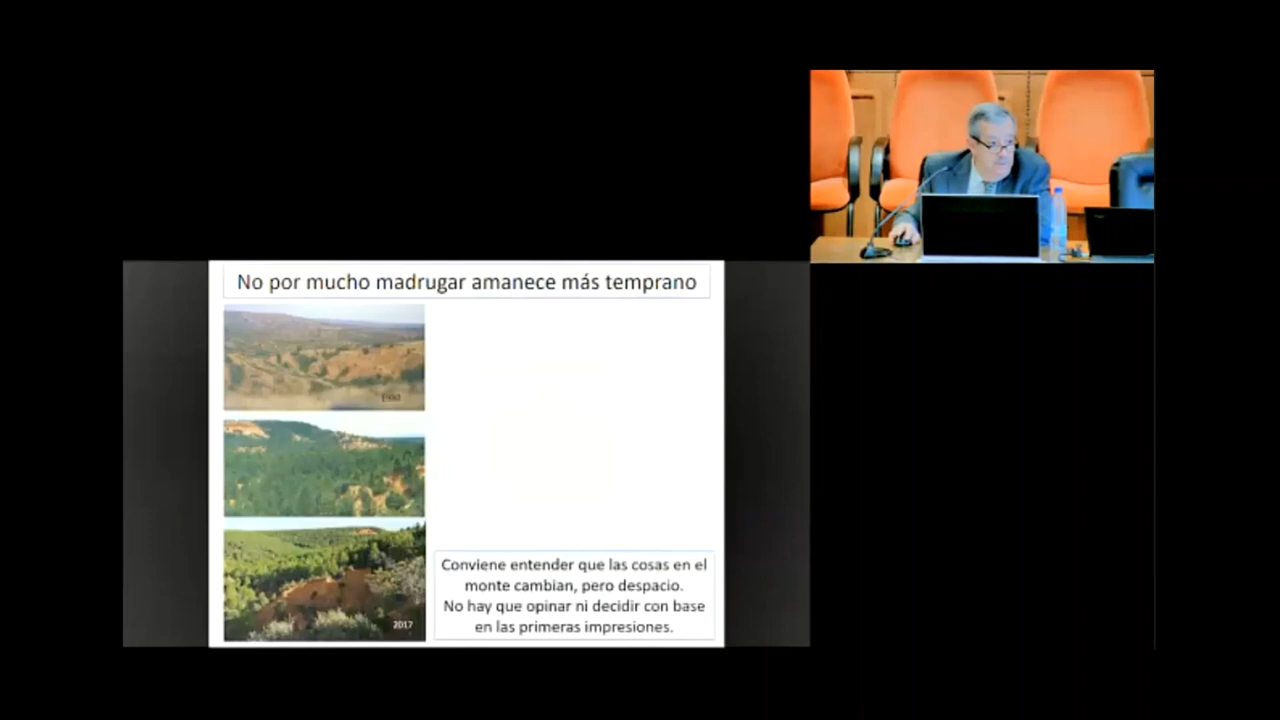 No por mucho madrugar amanece más temprano
Conviene entender que las cosas en el
monte cambian, pero despacio.
No hay que opinar ni decidir con base
en las primeras impresiones.
2017